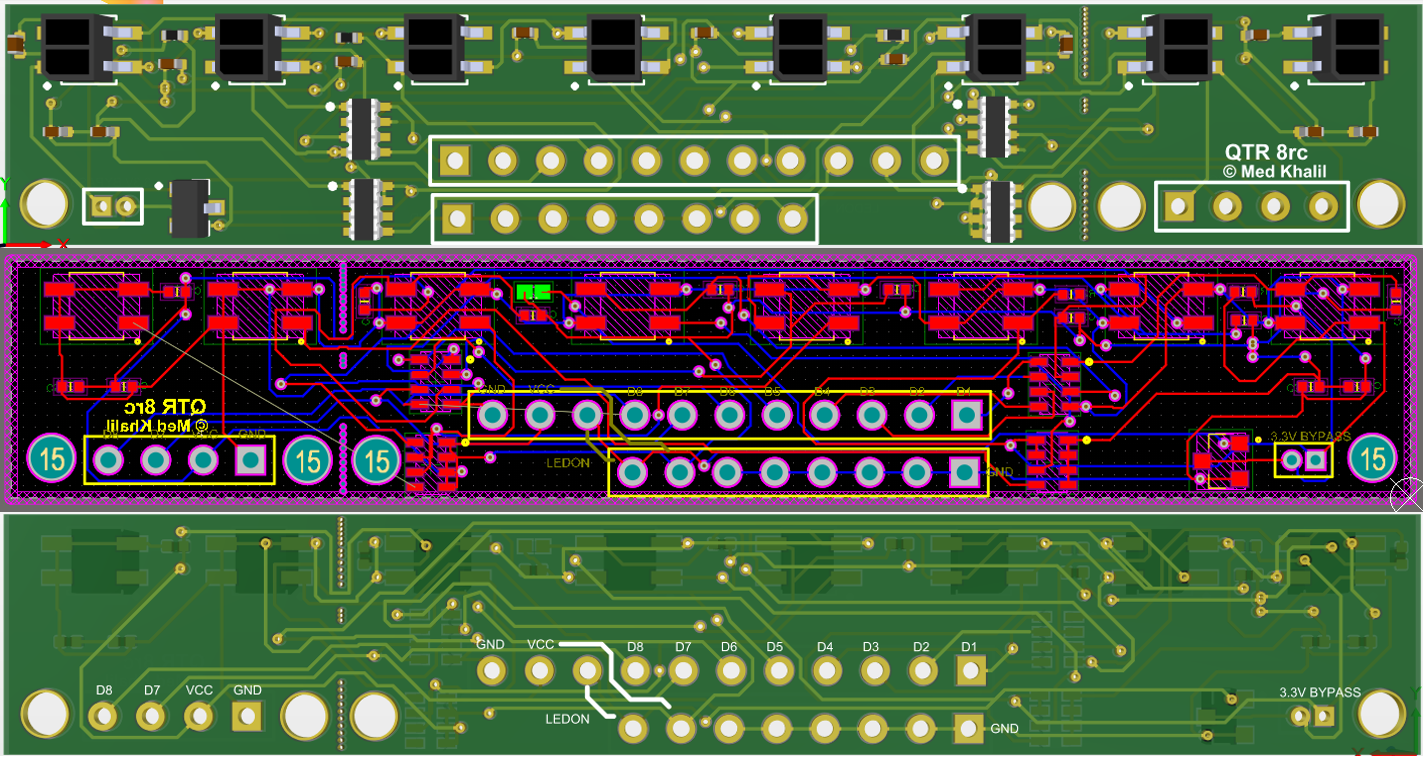 QTR 8rc
© Med Khalil
Y
X
GND VCC D8 D7 D6 D5 D4 D3 D2 D1
QTR 8rc
© Med Khalil
GND
3.3V BYPASS
15
15
15
LEDON
GND
15
GND VCC D8 D7 D6 D5 D4 D3 D2 D1
D8 D7 VCC GND
3.3V BYPASS
LEDON
GND
X